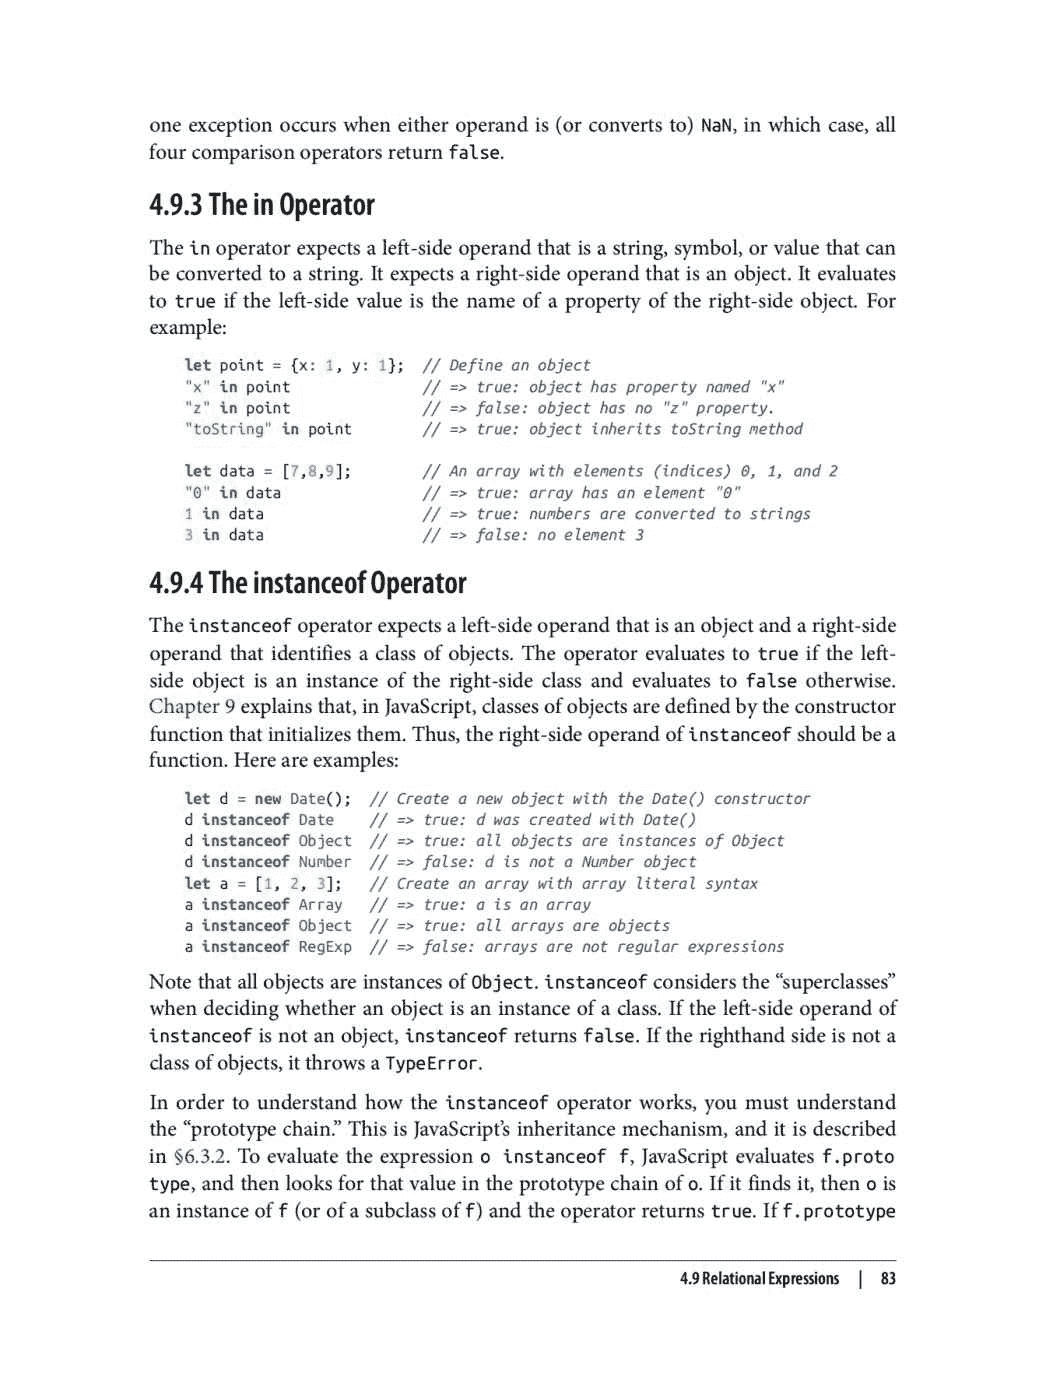 one exception occurs when either operand is (or converts to) NaN, in which case, all
four comparison operators return false.
4.9.3 The in Operator
The in operator expects a left-side operand that is a string, symbol, or value that can
be converted to a string. It expects a right-side operand that is an object. It evaluates
to true if the left-side value is the name of a property of the right-side object. For
example:
let point = {x: 1, y: 1};  // Define an object
"x" in point               // => true: object has property named "x"
"z" in point               // => false: object has no "z" property.
"toString" in point        // => true: object inherits toString method
let data = [7,8,9];        // An array with elements (indices) 0, 1, and 2
"0" in data                // => true: array has an element "0"
1 in data                  // => true: numbers are converted to strings
3 in data                  // => false: no element 3
4.9.4 The instanceof Operator
The instanceof operator expects a left-side operand that is an object and a right-side
operand that identifies a class of objects. The operator evaluates to true if the left-
side object is an instance of the right-side class and evaluates to false otherwise.
Chapter 9 explains that, in JavaScript, classes of objects are defined by the constructor
function that initializes them. Thus, the right-side operand of instanceof should be a
function. Here are examples:
let d = new Date();  // Create a new object with the Date() constructor
d instanceof Date    // => true: d was created with Date()
d instanceof Object  // => true: all objects are instances of Object
d instanceof Number  // => false: d is not a Number object
let a = [1, 2, 3];   // Create an array with array literal syntax
a instanceof Array   // => true: a is an array
a instanceof Object  // => true: all arrays are objects
a instanceof RegExp  // => false: arrays are not regular expressions
Note that all objects are instances of Object. instanceof considers the “superclasses”
when deciding whether an object is an instance of a class. If the left-side operand of
instanceof is not an object, instanceof returns false. If the righthand side is not a
class of objects, it throws a TypeError.
In order to understand how the instanceof operator works, you must understand
the “prototype chain.” This is JavaScript’s inheritance mechanism, and it is described
in §6.3.2. To evaluate the expression o instanceof f, JavaScript evaluates f.proto
type, and then looks for that value in the prototype chain of o. If it finds it, then o is
an instance of f (or of a subclass of f) and the operator returns true. If f.prototype
4.9 Relational Expressions | 83